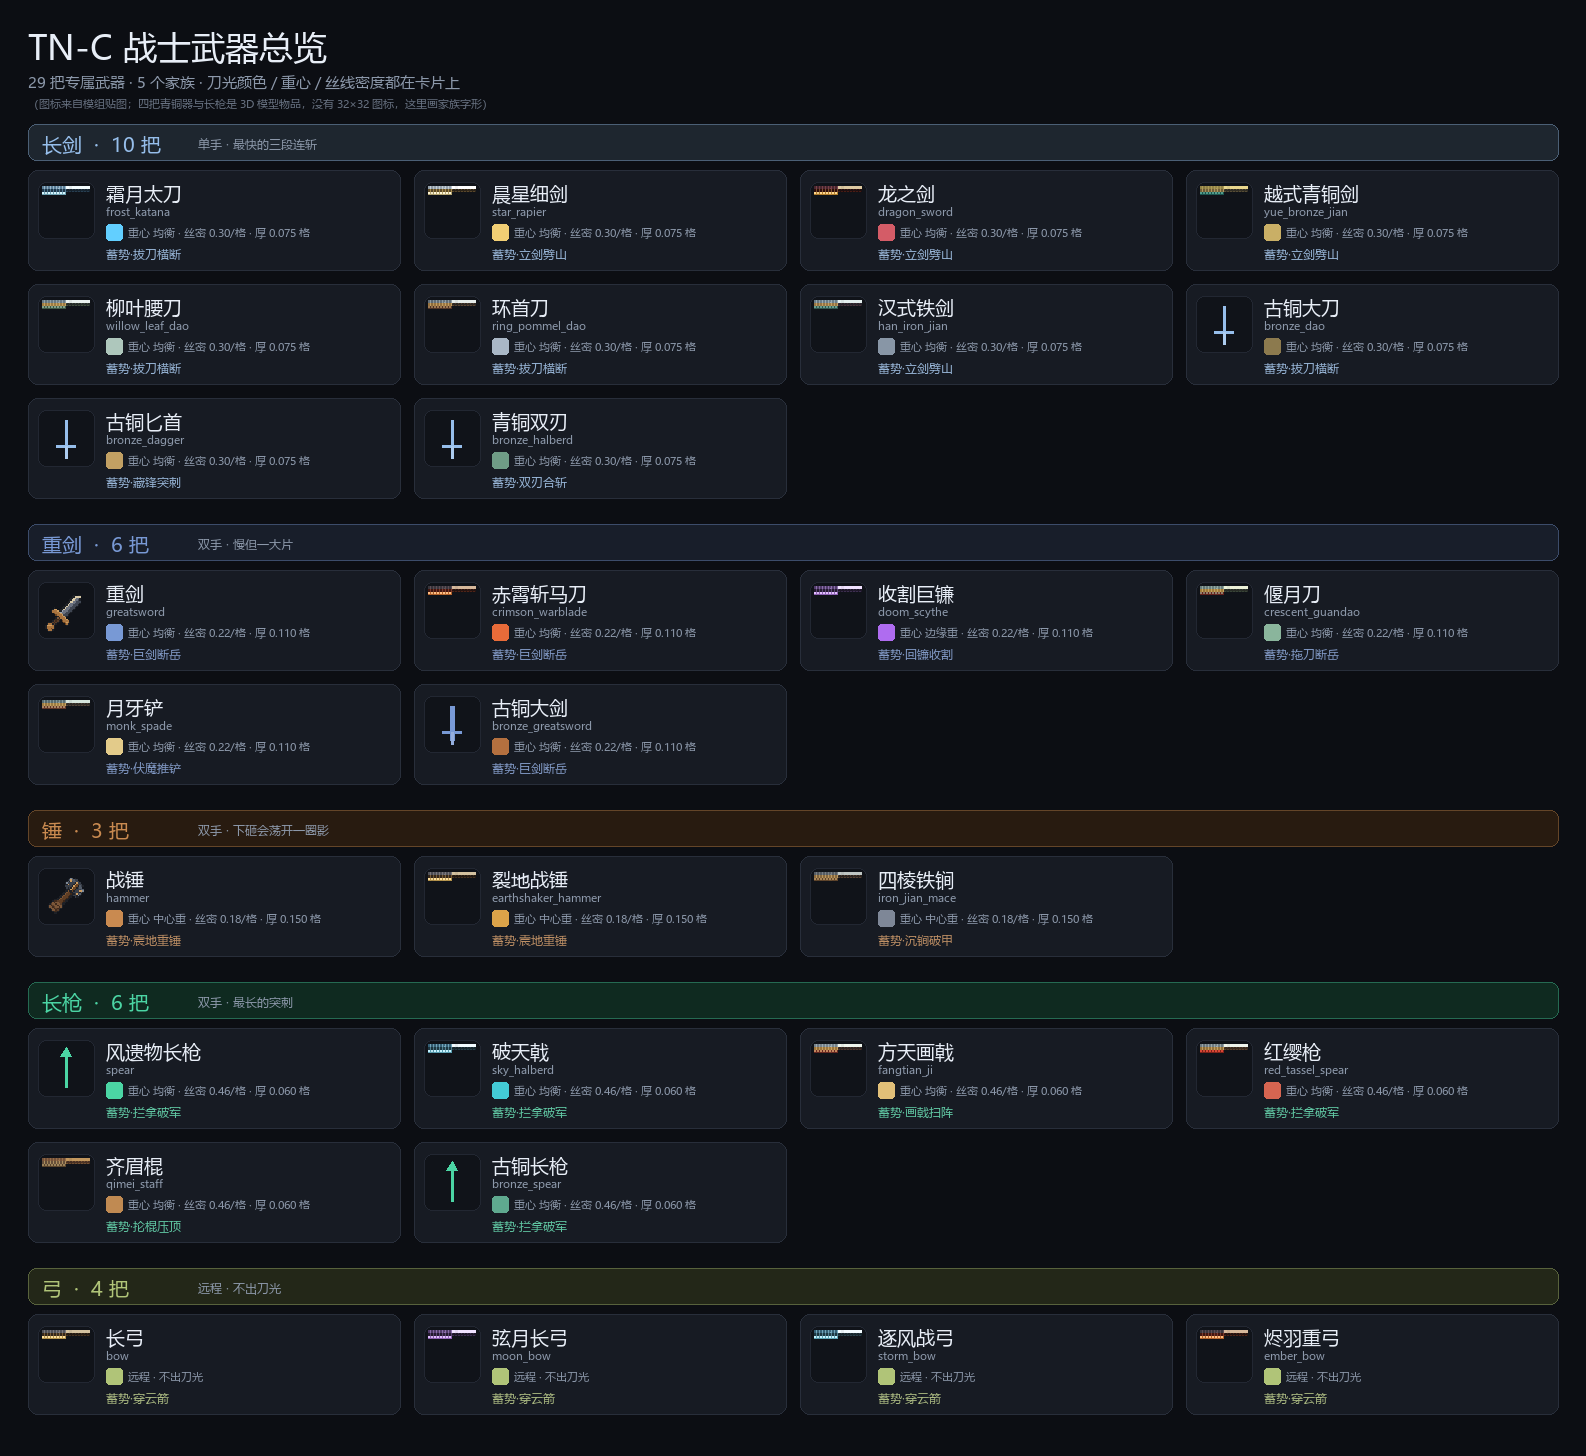 TN-C 战士武器总览
29 把专属武器 · 5 个家族 · 刀光颜色 / 重心 / 丝线密度都在卡片上
(图标来自模组贴图；四把青铜器与长枪是 3D 模型物品，没有 32×32 图标，这里画家族字形)
长剑 · 10 把 单手 · 最快的三段连斩
霜月太刀
frost_katana
重心 均衡 · 丝密 0.30/格 · 厚 0.075 格
蓄势·拔刀横断
晨星细剑
star_rapier
重心 均衡 · 丝密 0.30/格 · 厚 0.075 格
蓄势·立剑劈山
龙之剑
dragon_sword
重心 均衡 · 丝密 0.30/格 · 厚 0.075 格
蓄势·立剑劈山
越式青铜剑
yue_bronze_jian
重心 均衡 · 丝密 0.30/格 · 厚 0.075 格
蓄势·立剑劈山
柳叶腰刀
willow_leaf_dao
重心 均衡 · 丝密 0.30/格 · 厚 0.075 格
蓄势·拔刀横断
环首刀
ring_pommel_dao
重心 均衡 · 丝密 0.30/格 · 厚 0.075 格
蓄势·拔刀横断
汉式铁剑
han_iron_jian
重心 均衡 · 丝密 0.30/格 · 厚 0.075 格
蓄势·立剑劈山
古铜大刀
bronze_dao
重心 均衡 · 丝密 0.30/格 · 厚 0.075 格
蓄势·拔刀横断
古铜匕首
bronze_dagger
重心 均衡 · 丝密 0.30/格 · 厚 0.075 格
蓄势·藏锋突刺
青铜双刃
bronze_halberd
重心 均衡 · 丝密 0.30/格 · 厚 0.075 格
蓄势·双刃合斩
重剑 · 6 把 双手 · 慢但一大片
重剑
greatsword
重心 均衡 · 丝密 0.22/格 · 厚 0.110 格
蓄势·巨剑断岳
赤霄斩马刀
crimson_warblade
重心 均衡 · 丝密 0.22/格 · 厚 0.110 格
蓄势·巨剑断岳
收割巨镰
doom_scythe
重心 边缘重 · 丝密 0.22/格 · 厚 0.110 格
蓄势·回镰收割
偃月刀
crescent_guandao
重心 均衡 · 丝密 0.22/格 · 厚 0.110 格
蓄势·拖刀断岳
月牙铲
monk_spade
重心 均衡 · 丝密 0.22/格 · 厚 0.110 格
蓄势·伏魔推铲
古铜大剑
bronze_greatsword
重心 均衡 · 丝密 0.22/格 · 厚 0.110 格
蓄势·巨剑断岳
锤 · 3 把 双手 · 下砸会荡开一圈影
战锤
hammer
重心 中心重 · 丝密 0.18/格 · 厚 0.150 格
蓄势·震地重锤
裂地战锤
earthshaker_hammer
重心 中心重 · 丝密 0.18/格 · 厚 0.150 格
蓄势·震地重锤
四棱铁锏
iron_jian_mace
重心 中心重 · 丝密 0.18/格 · 厚 0.150 格
蓄势·沉锏破甲
长枪 · 6 把 双手 · 最长的突刺
风遗物长枪
spear
重心 均衡 · 丝密 0.46/格 · 厚 0.060 格
蓄势·拦拿破军
破天戟
sky_halberd
重心 均衡 · 丝密 0.46/格 · 厚 0.060 格
蓄势·拦拿破军
方天画戟
fangtian_ji
重心 均衡 · 丝密 0.46/格 · 厚 0.060 格
蓄势·画戟扫阵
红缨枪
red_tassel_spear
重心 均衡 · 丝密 0.46/格 · 厚 0.060 格
蓄势·拦拿破军
齐眉棍
qimei_staff
重心 均衡 · 丝密 0.46/格 · 厚 0.060 格
蓄势·抡棍压顶
古铜长枪
bronze_spear
重心 均衡 · 丝密 0.46/格 · 厚 0.060 格
蓄势·拦拿破军
弓 · 4 把 远程 · 不出刀光
长弓
bow
远程 · 不出刀光
蓄势·穿云箭
弦月长弓
moon_bow
远程 · 不出刀光
蓄势·穿云箭
逐风战弓
storm_bow
远程 · 不出刀光
蓄势·穿云箭
烬羽重弓
ember_bow
远程 · 不出刀光
蓄势·穿云箭